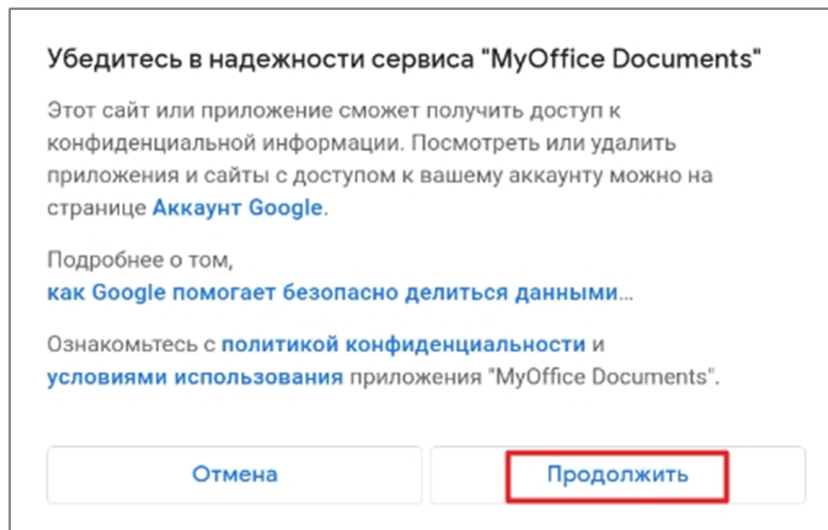 Убедитесь в надежности сервиса "MyOffice Documents"
Этот сайт или приложение сможет получить доступ к
конфиденциальной информации. Посмотреть или удалить
приложения и сайты с доступом к вашему аккаунту можно на
странице Аккаунт Google.
Подробнее о том,
как Google помогает безопасно делиться данными...
Ознакомьтесь с политикой конфиденциальности и
условиями использования приложения "MyOffice Documents".
Отмена
Продолжить